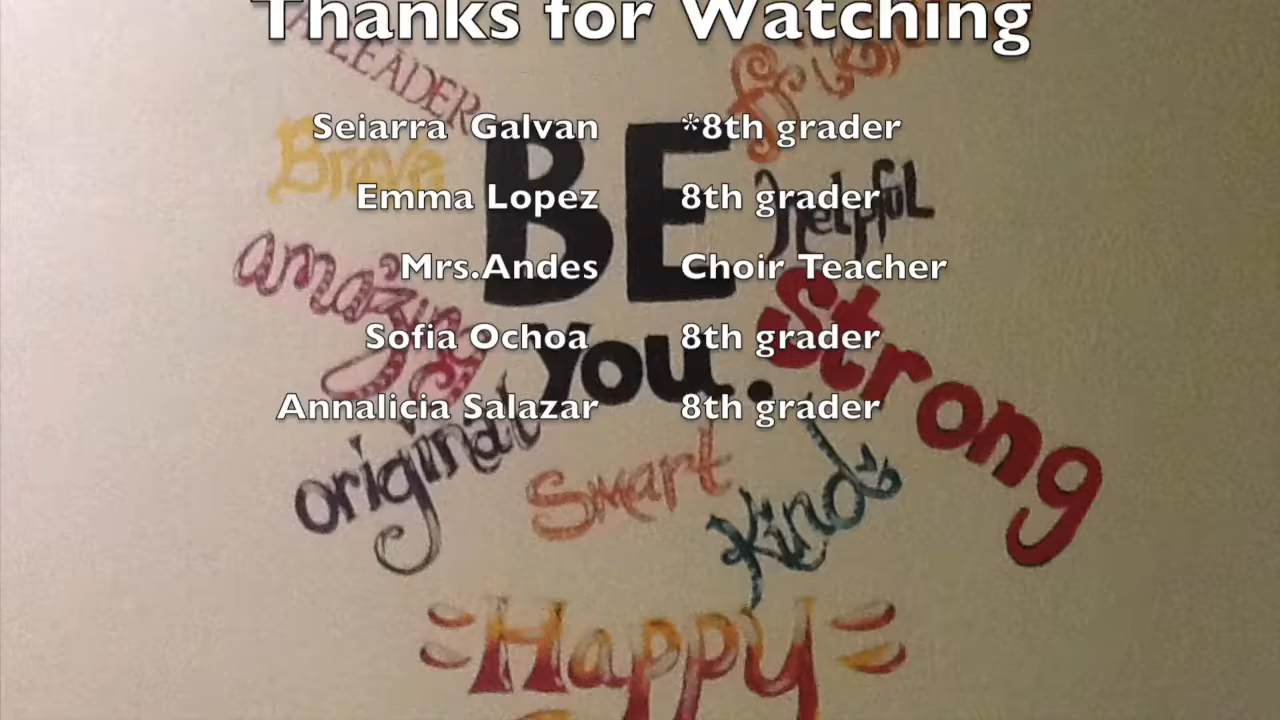 Thanks for Watching
A LEADER
Seiarra Galvan *8th grader
Brave
BE
Emma Lopez 8th grader
helpful
amazing
Mrs.Andes Choir Teacher
Strong
Sofia Ochoa 8th grader
You.
Annalicia Salazar 8th grader
original
Smart
Kind
Happy